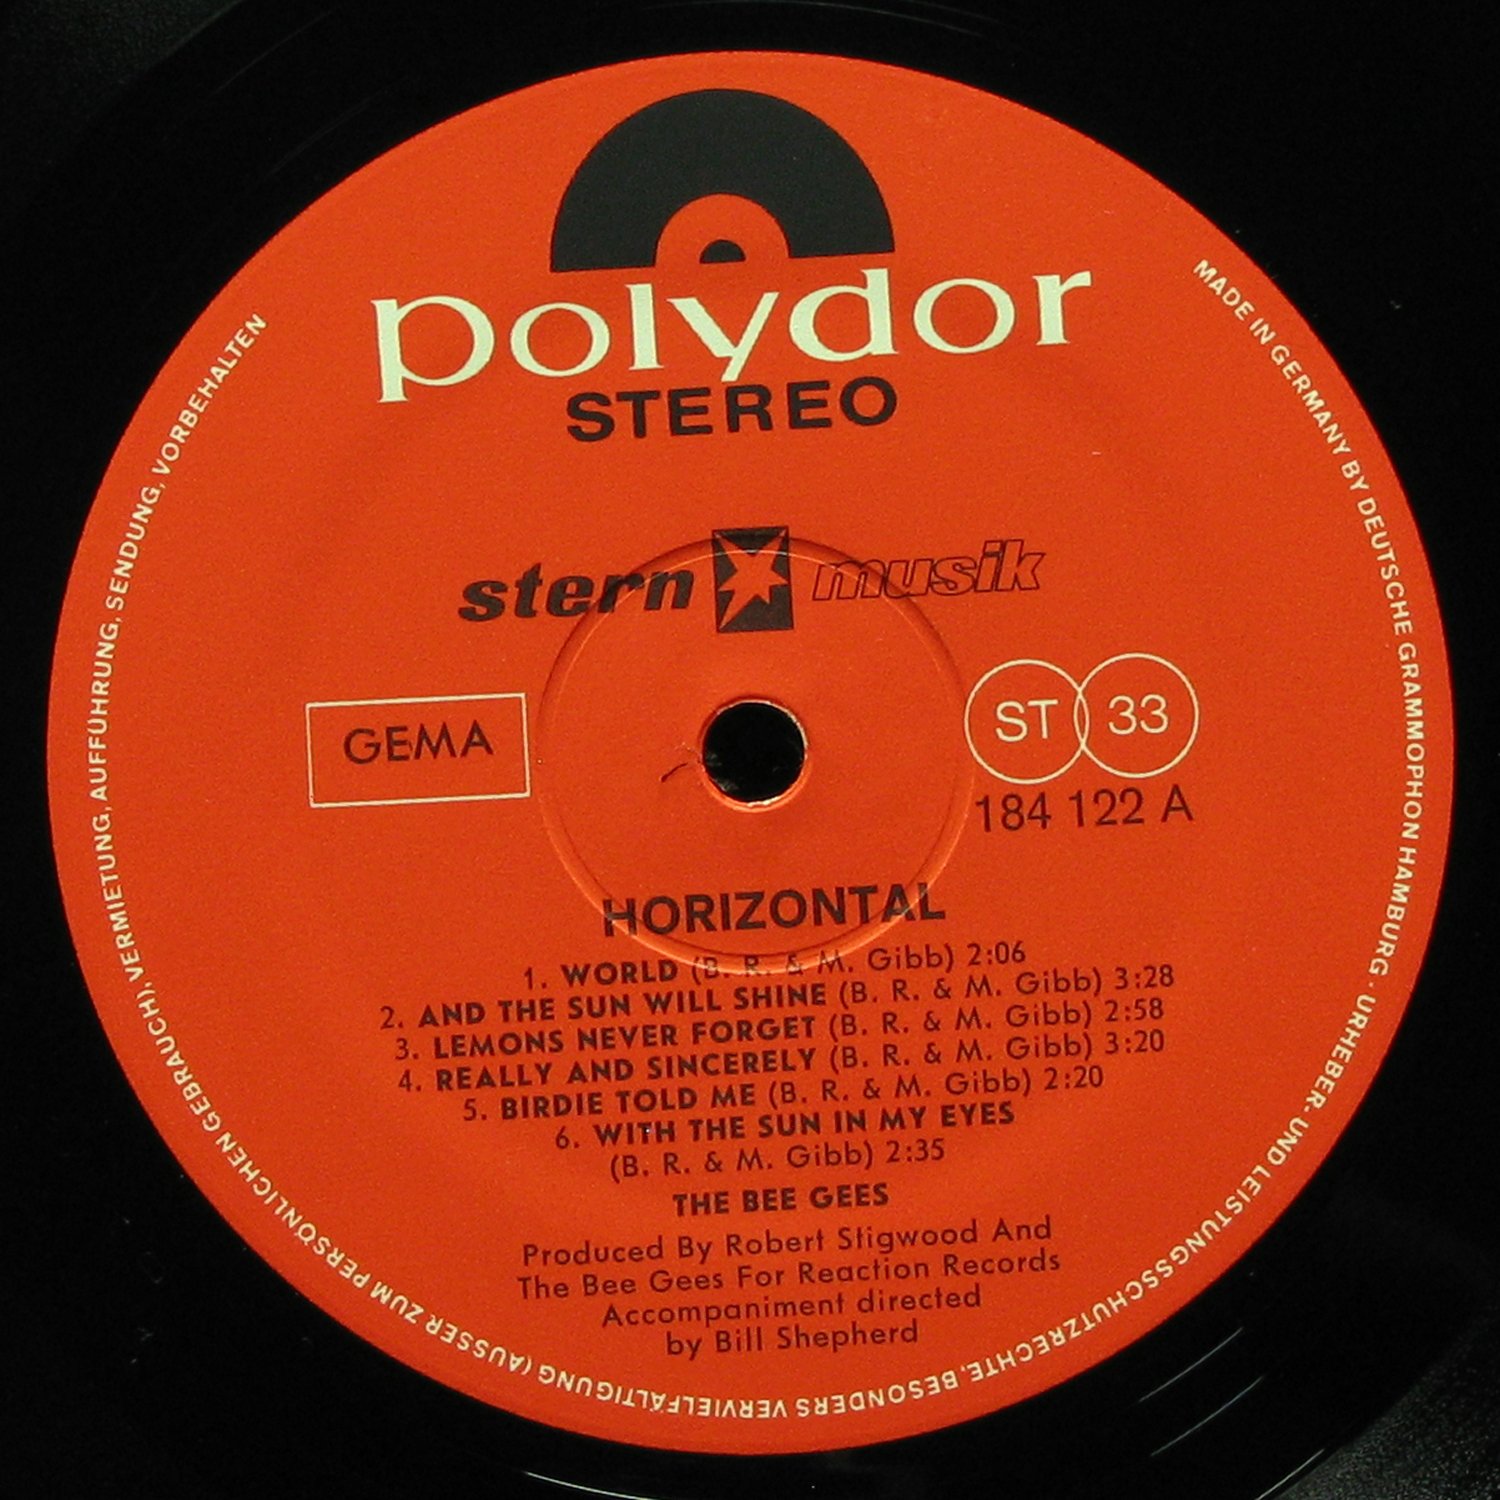 polydor
STEREO
stern musik
GEMA
ST 33
184 122 A
HORIZONTAL
1. WORLD (B. R. & M. Gibb) 2:06
2. AND THE SUN WILL SHINE (B. R. & M. Gibb) 3:28
3. LEMONS NEVER FORGET (B. R. & M. Gibb) 2:58
4. REALLY AND SINCERELY (B. R. & M. Gibb) 3:20
5. BIRDIE TOLD ME (B. R. & M. Gibb) 2:20
6. WITH THE SUN IN MY EYES
(B. R. & M. Gibb) 2:35
THE BEE GEES
Produced By Robert Stigwood And
The Bee Gees For Reaction Records
Accompaniment directed
by Bill Shepherd
MADE IN GERMANY BY DEUTSCHE GRAMMOPHON HAMBURG · URHEBER- UND LEISTUNGSSCHUTZRECHTE, BESONDERS VERVIELFÄLTIGUNG (AUSSER ZUM PERSÖNLICHEN GEBRAUCH), VERMIETUNG, AUFFÜHRUNG, SENDUNG, VORBEHALTEN